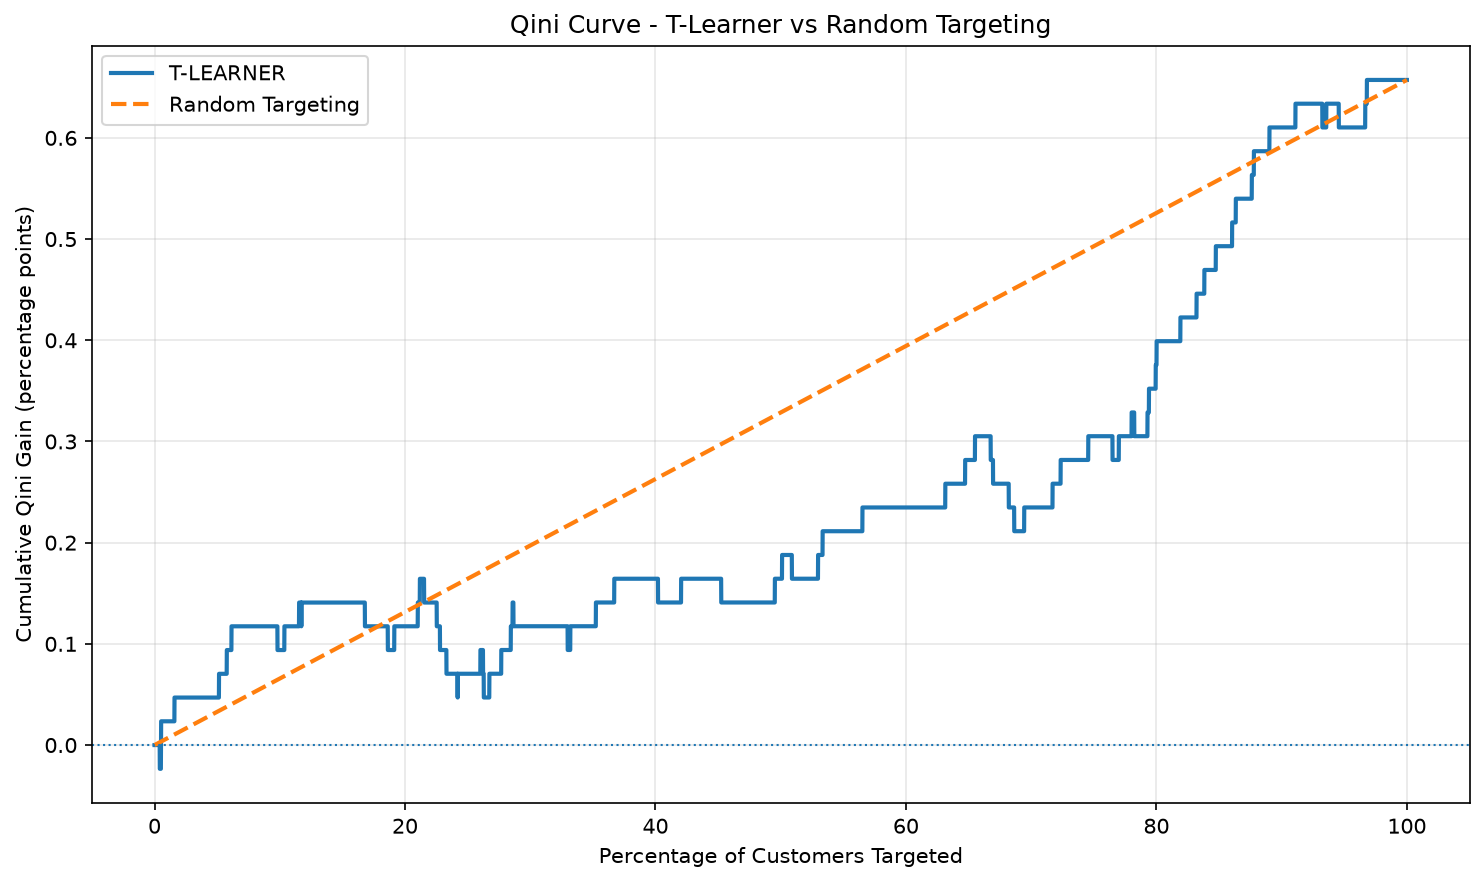 Qini Curve - T-Learner vs Random Targeting
T-LEARNER
Random Targeting
Cumulative Qini Gain (percentage points)
0.6
0.5
0.4
0.3
0.2
0.1
0.0
0 20 40 60 80 100
Percentage of Customers Targeted